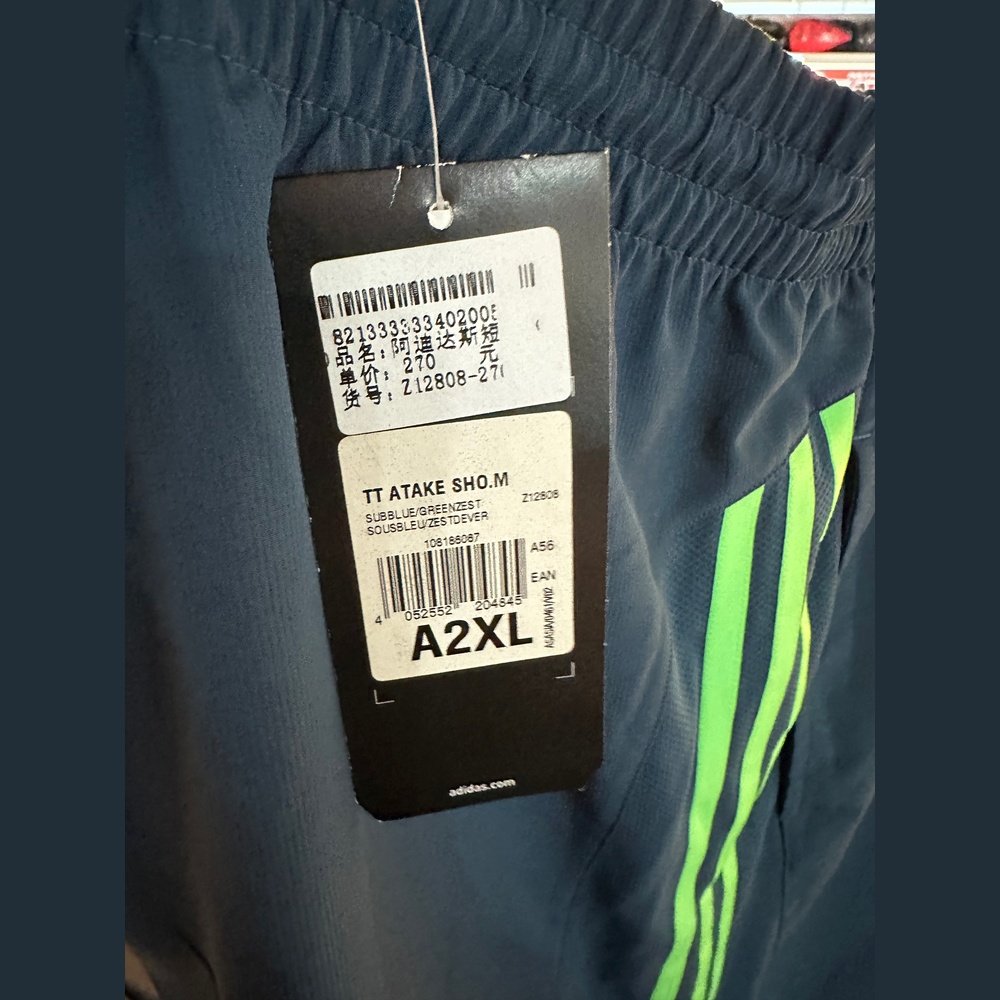 821333333402005
品名:阿迪达斯短
单价: 270 元
货号: Z12808-270
TT ATAKE SHO.M
SUBBLUE/GREENZEST Z12808
SOUSBLEU/ZESTDEVER
108186087
A56
EAN
4 052552 204645
A2XL
adidas.com